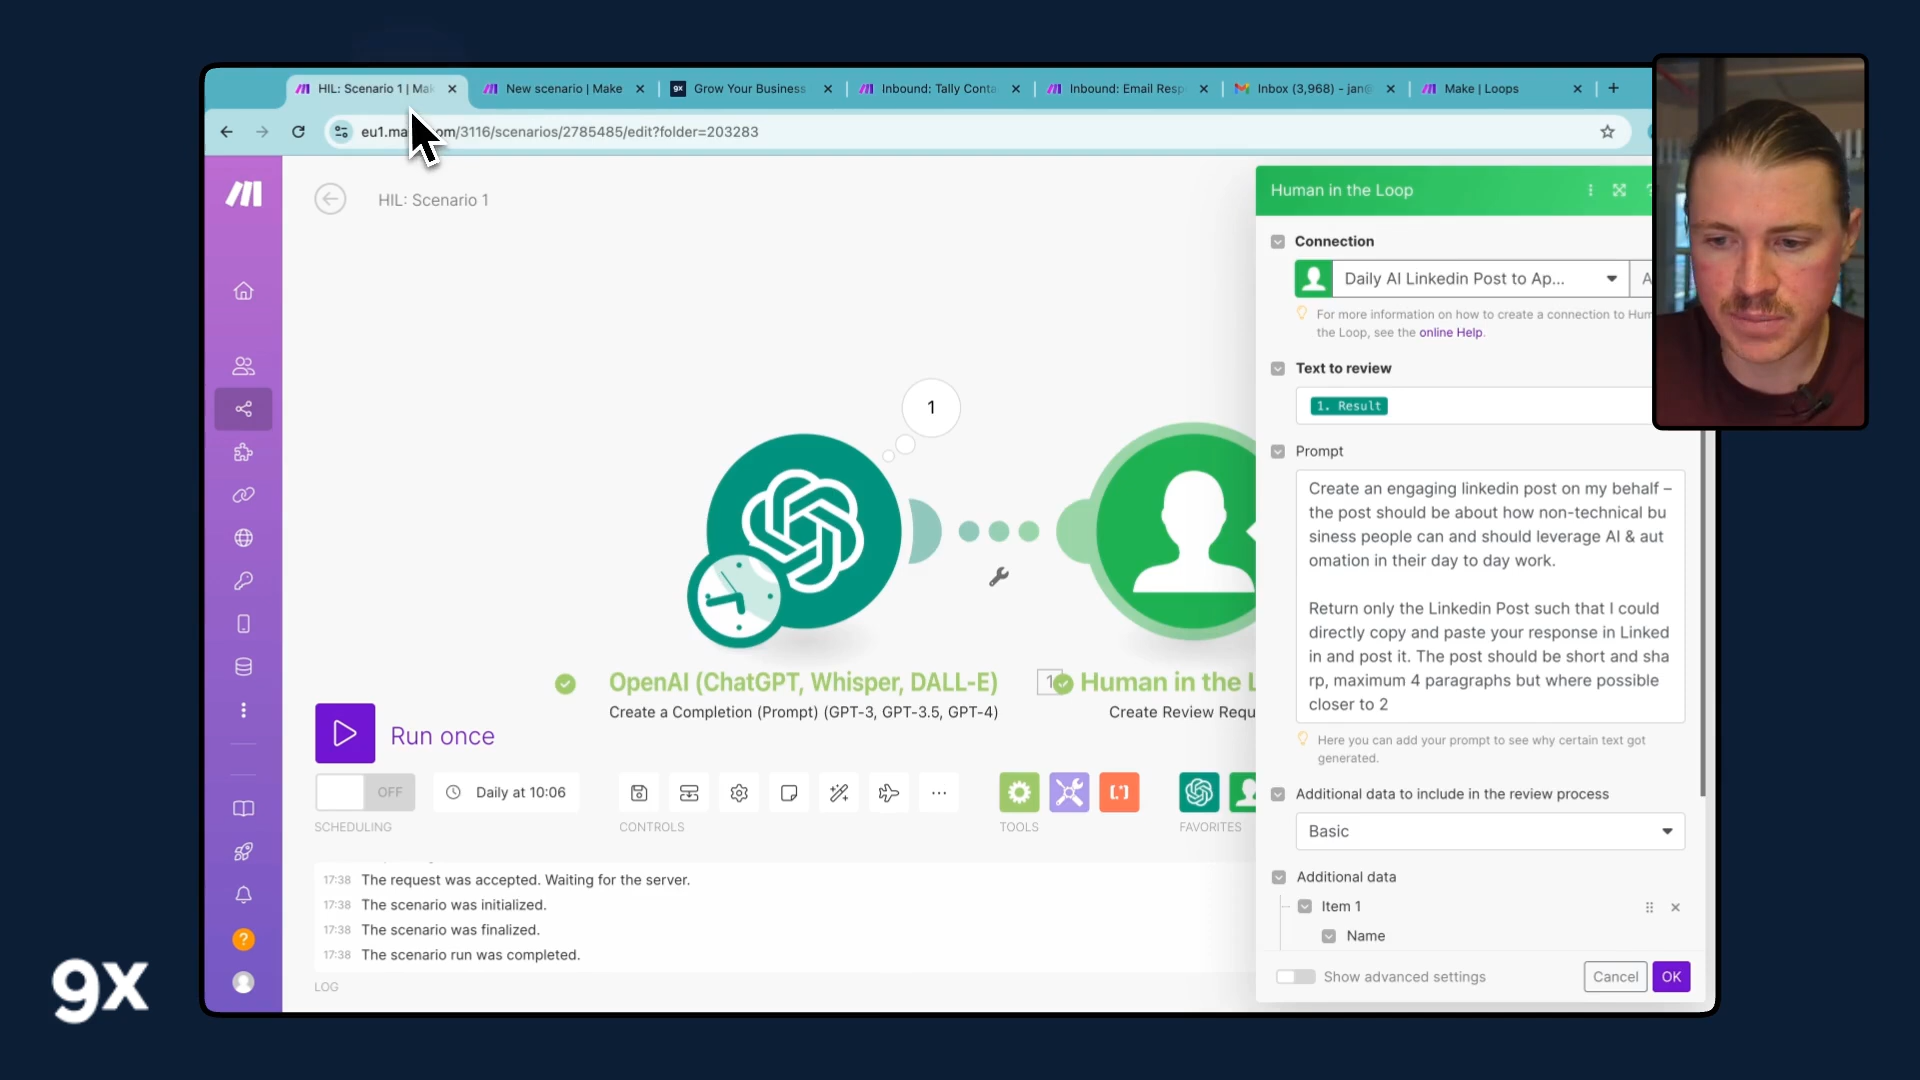 HIL: Scenario 1 | Mak
New scenario | Make
gx
Grow Your Business
Inbound: Tally Conta
Inbound: Email Resp
Inbox (3,968) - jan@
Make | Loops
/3116/scenarios/2785485/edit?folder=203283
HIL: Scenario 1
Human in the Loop
?
Connection
Daily AI Linkedin Post to Ap...
For more information on how to create a connection to Hum
the Loop, see the online Help.
Text to review
1. Result
Prompt
Create an engaging linkedin post on my behalf –
the post should be about how non-technical bu
siness people can and should leverage AI & aut
omation in their day to day work.
Return only the Linkedin Post such that I could
directly copy and paste your response in Linked
in and post it. The post should be short and sha
rp, maximum 4 paragraphs but where possible
closer to 2
Here you can add your prompt to see why certain text got
generated.
Additional data to include in the review process
Basic
Additional data
Item 1
Name
Show advanced settings
Cancel
OK
1
OpenAI (ChatGPT, Whisper, DALL-E)
Create a Completion (Prompt) (GPT-3, GPT-3.5, GPT-4)
1
Human in the L
Create Review Requ
Run once
OFF
Daily at 10:06
SCHEDULING
CONTROLS
TOOLS
FAVORITES
17:38 The request was accepted. Waiting for the server.
17:38 The scenario was initialized.
17:38 The scenario was finalized.
17:38 The scenario run was completed.
LOG
?
9x